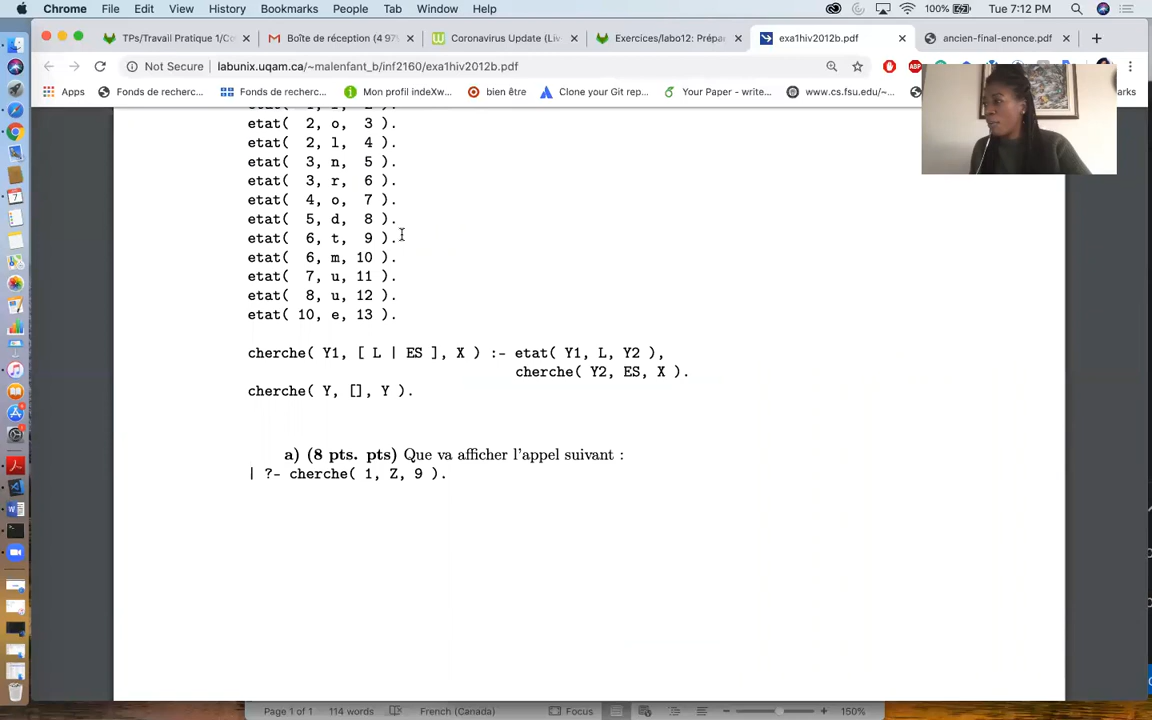 Chrome File Edit View History Bookmarks People Tab Window Help 100% Tue 7:12 PM
TPs/Travail Pratique 1/Co
Boîte de réception (4 97
Coronavirus Update (Liv
Exercices/labo12: Prépar
exa1hiv2012b.pdf
ancien-final-enonce.pdf
Not Secure labunix.uqam.ca/~malenfant_b/inf2160/exa1hiv2012b.pdf
Apps Fonds de recherc... Fonds de recherc... Mon profil indeXw... bien être Clone your Git rep... Your Paper - write... www.cs.fsu.edu/~...
etat( 2, o, 3 ).
etat( 2, l, 4 ).
etat( 3, n, 5 ).
etat( 3, r, 6 ).
etat( 4, o, 7 ).
etat( 5, d, 8 ).
etat( 6, t, 9 ).
etat( 6, m, 10 ).
etat( 7, u, 11 ).
etat( 8, u, 12 ).
etat( 10, e, 13 ).
cherche( Y1, [ L | ES ], X ) :- etat( Y1, L, Y2 ),
cherche( Y2, ES, X ).
cherche( Y, [], Y ).
a) (8 pts. pts) Que va afficher l'appel suivant :
| ?- cherche( 1, Z, 9 ).
Page 1 of 1 114 words French (Canada) Focus 150%